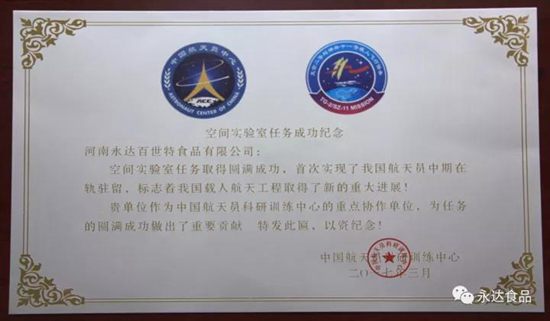 中国航天员中心
ACC
ASTRONAUT CENTER OF CHINA
TG-2/SZ-11 MISSION
空间实验室任务成功纪念
河南永达百世特食品有限公司：
空间实验室任务取得圆满成功，首次实现了我国航天员中期在
轨驻留，标志着我国载人航天工程取得了新的重大进展！
贵单位作为中国航天员科研训练中心的重点协作单位，为任务
的圆满成功做出了重要贡献 特发此匾，以资纪念！
中国航天员科研训练中心
二〇一七年三月
永达食品